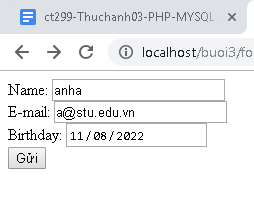 ct299-Thuchanh03-PHP-MYSQL
localhost/buoi3/fo
Name: anha
E-mail: a@stu.edu.vn
Birthday: 11/08/2022
Gửi